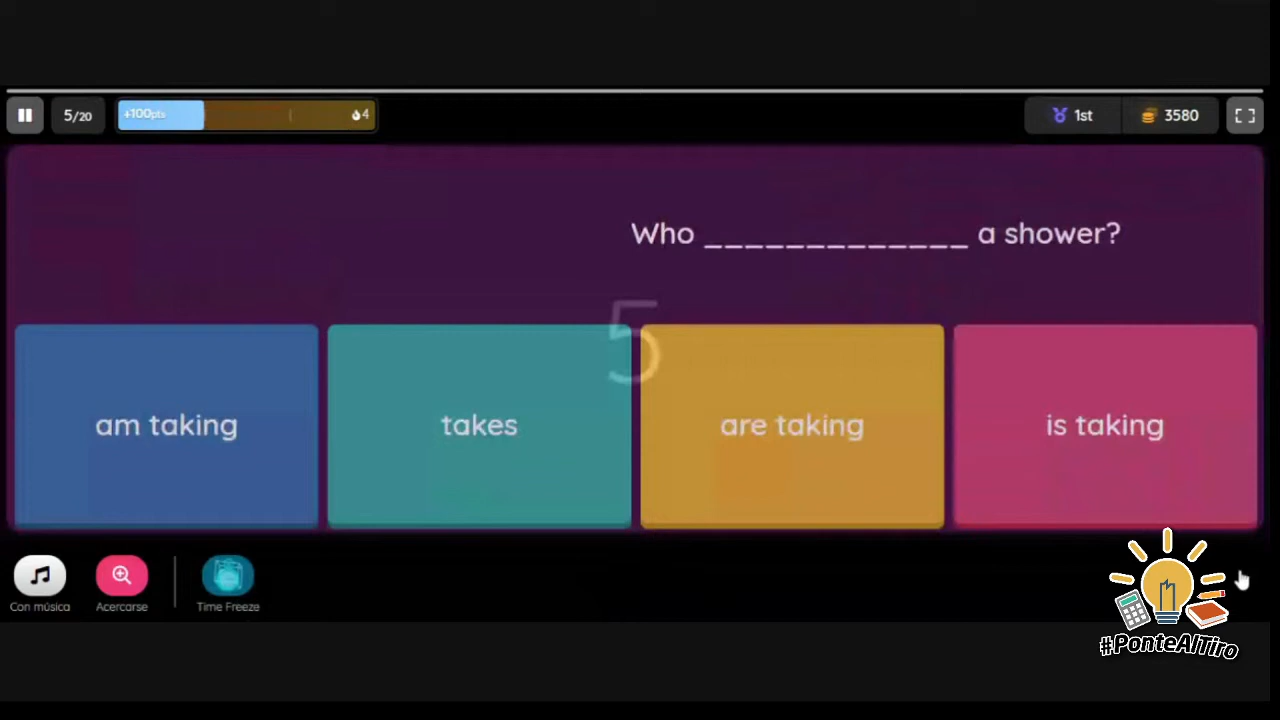 5/20
+100pts
4
1st
3580
Who _____________ a shower?
5
am taking
takes
are taking
is taking
Con música
Acercarse
Time Freeze
#PonteAlTiro